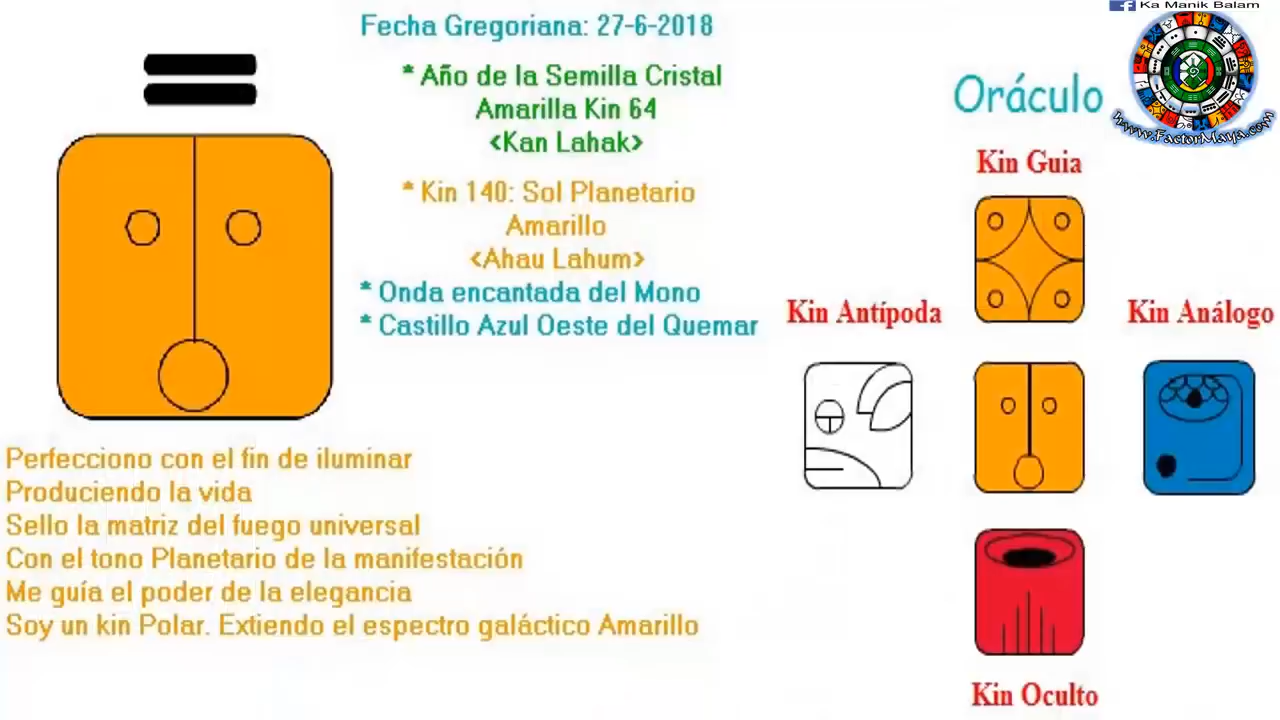 Ka Manik Balam
Fecha Gregoriana: 27-6-2018
* Año de la Semilla Cristal
Amarilla Kin 64
<Kan Lahak>
* Kin 140: Sol Planetario
Amarillo
<Ahau Lahum>
* Onda encantada del Mono
* Castillo Azul Oeste del Quemar
Perfecciono con el fin de iluminar
Produciendo la vida
Sello la matriz del fuego universal
Con el tono Planetario de la manifestación
Me guía el poder de la elegancia
Soy un kin Polar. Extiendo el espectro galáctico Amarillo
Oráculo
www.FactorMaya.com
Kin Guia
Kin Antípoda
Kin Análogo
Kin Oculto